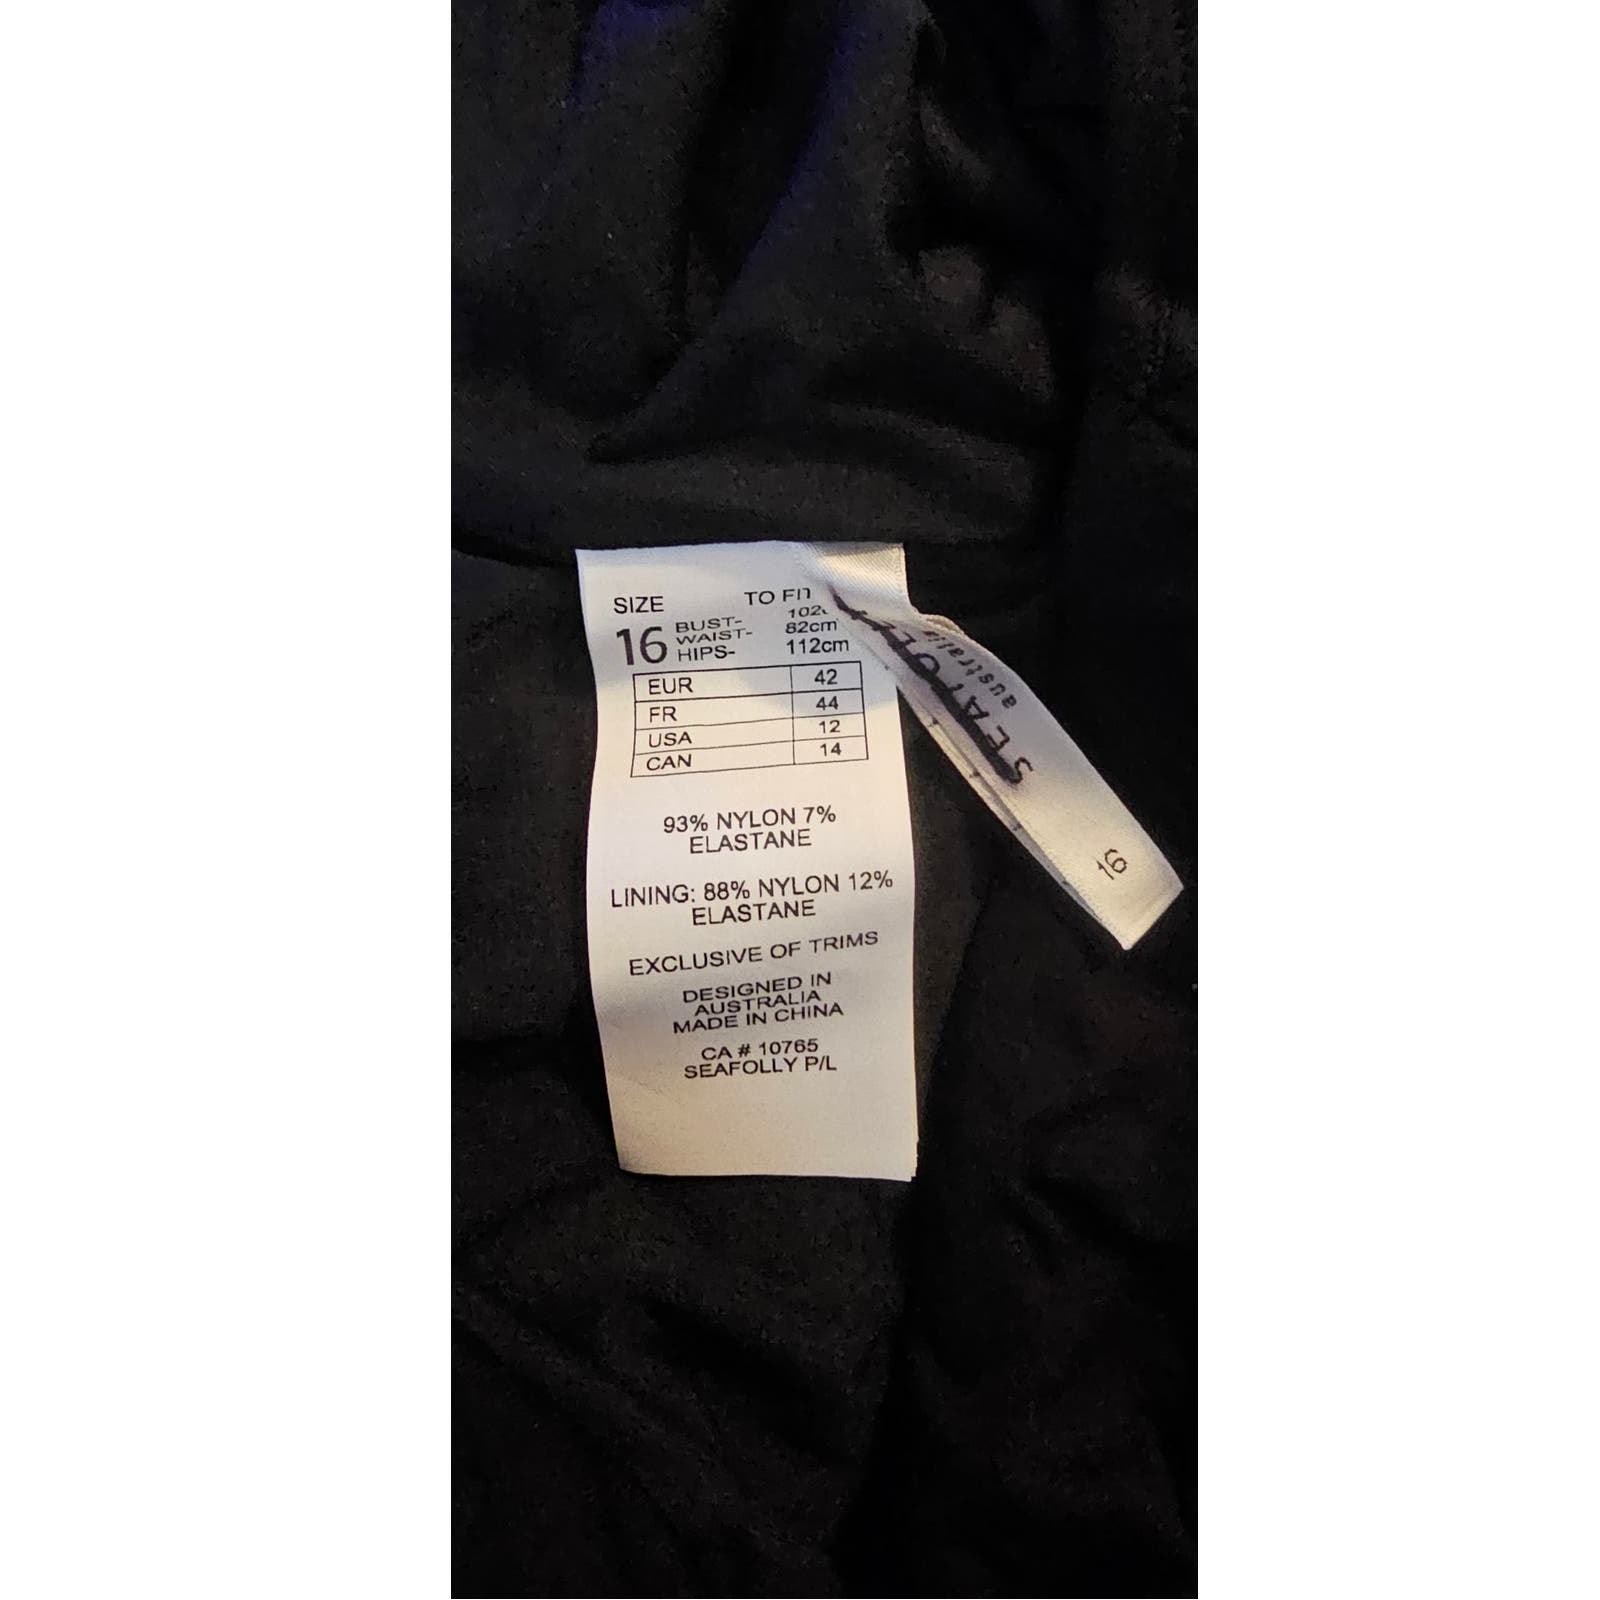 SIZE TO FIT
16 BUST- 102c
WAIST- 82cm
HIPS- 112cm
EUR 42
FR 44
USA 12
CAN 14
93% NYLON 7%
ELASTANE
LINING: 88% NYLON 12%
ELASTANE
EXCLUSIVE OF TRIMS
DESIGNED IN
AUSTRALIA
MADE IN CHINA
CA # 10765
SEAFOLLY P/L
SEAFOLLY
australia
16